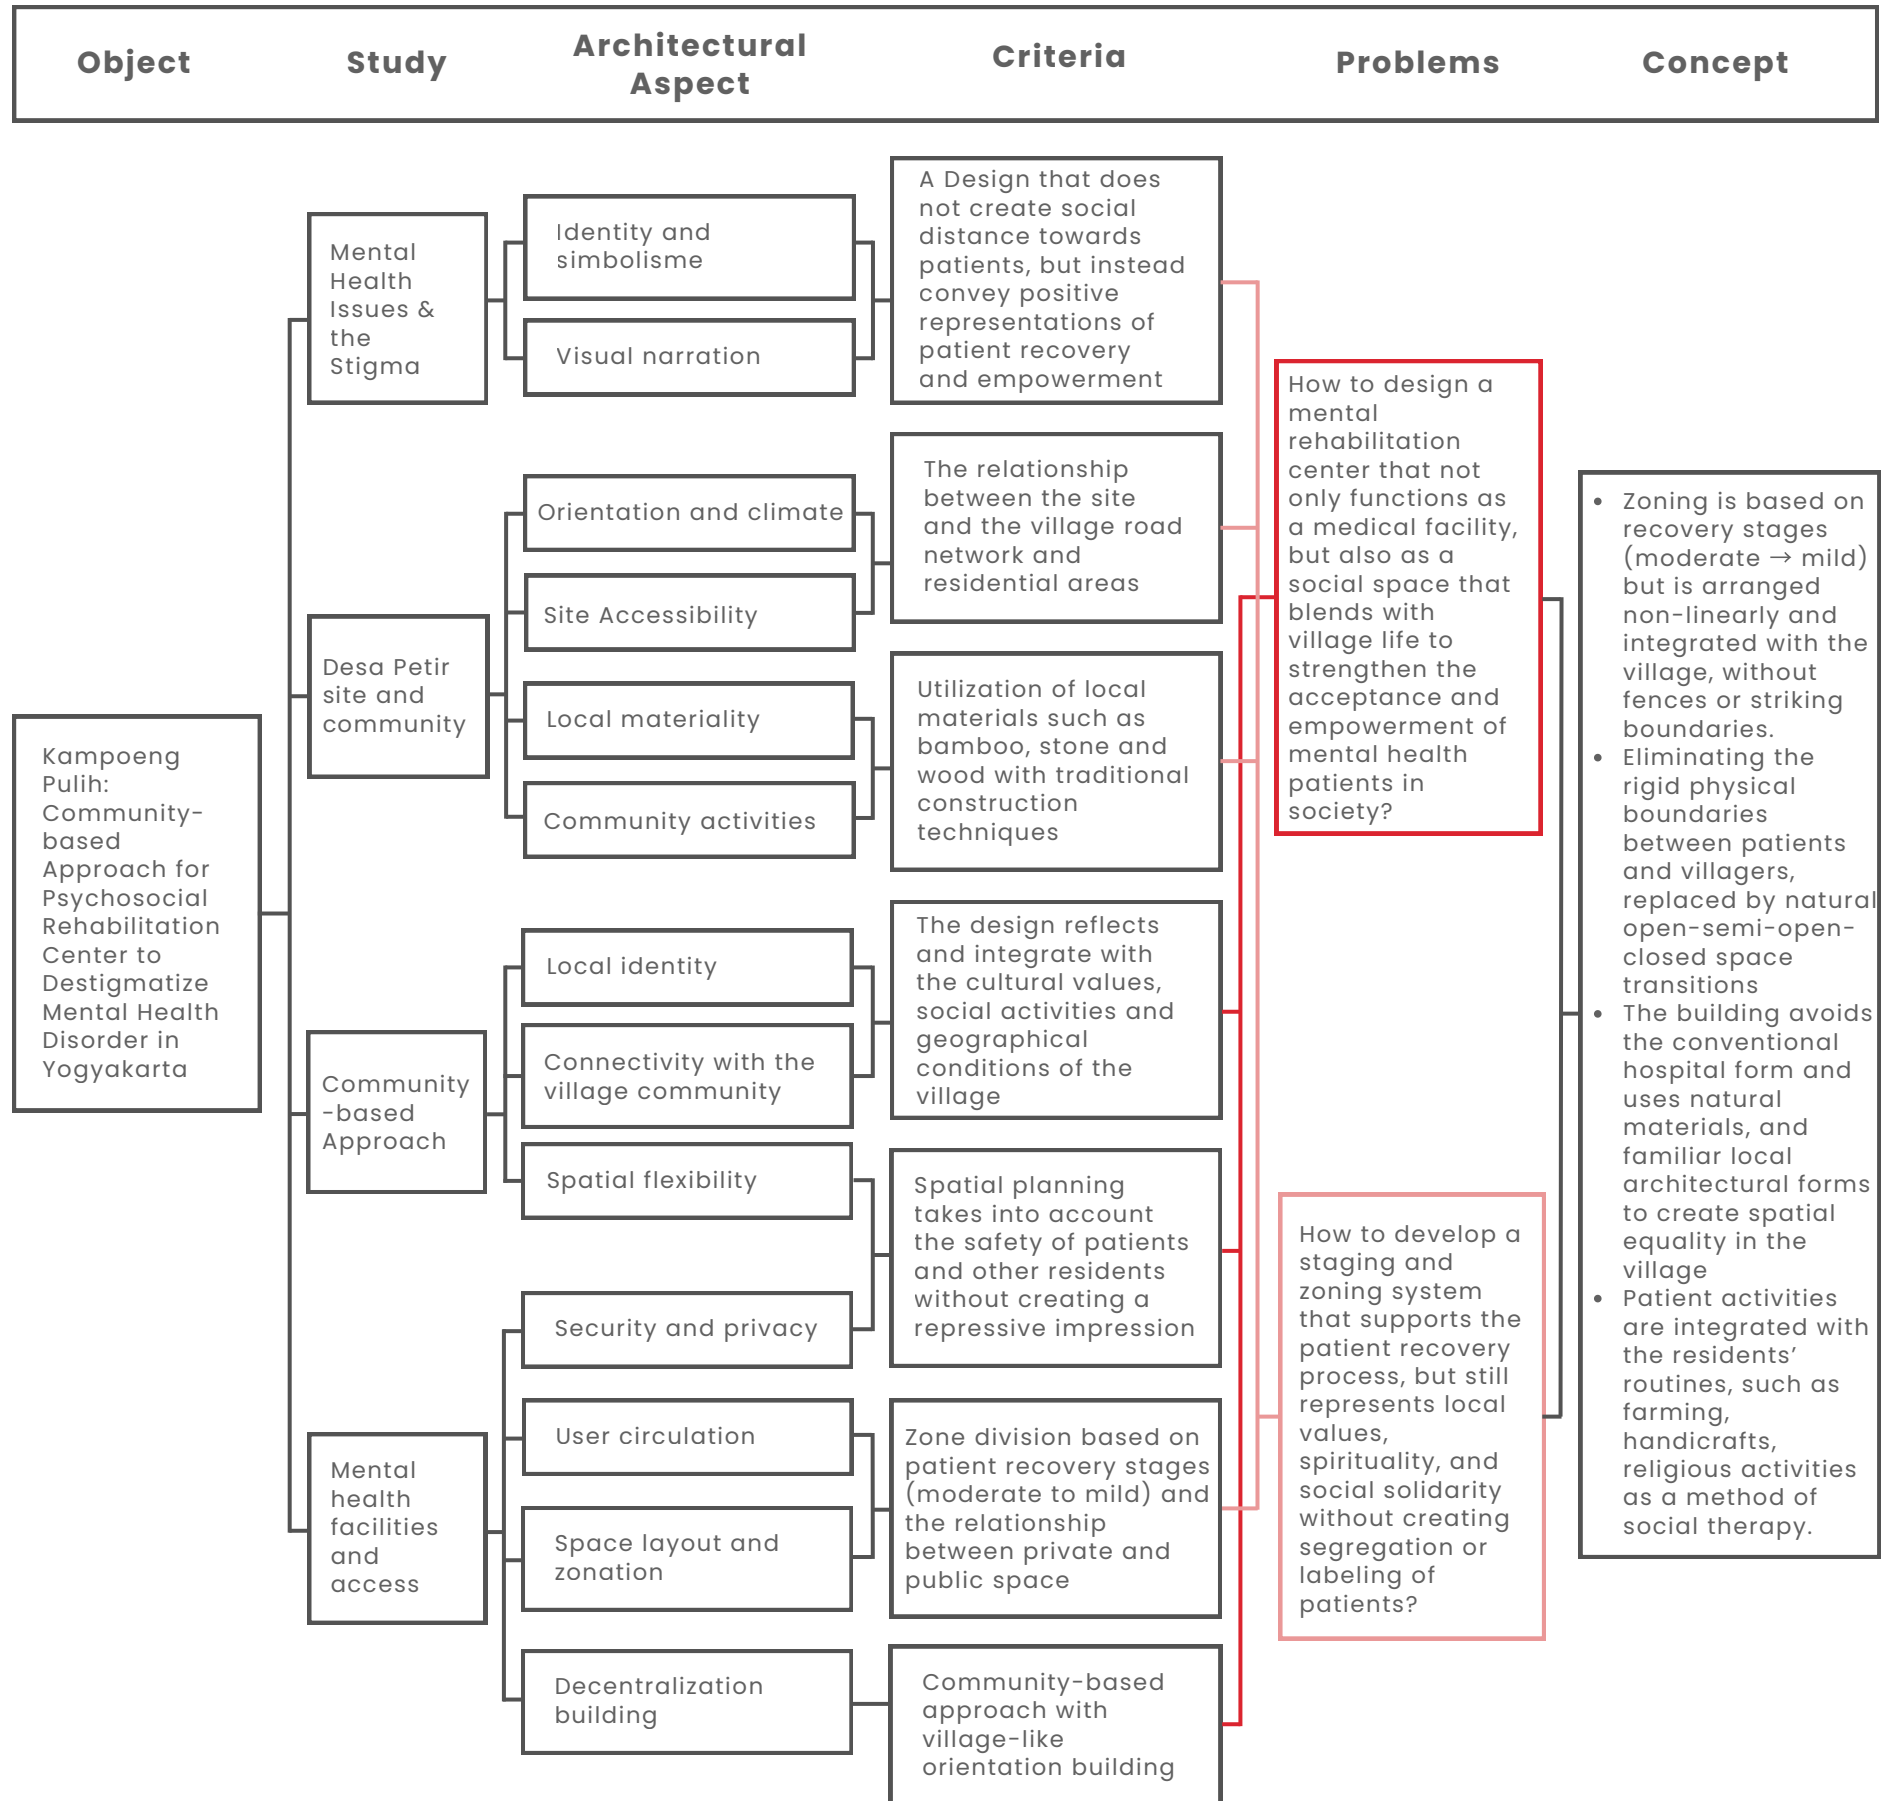 Object
Study
Architectural
Aspect
Criteria
Problems
Concept
Kampoeng
Pulih:
Community-
based
Approach for
Psychosocial
Rehabilitation
Center to
Destigmatize
Mental Health
Disorder in
Yogyakarta
Mental
Health
Issues &
the
Stigma
Desa Petir
site and
community
Community
-based
Approach
Mental
health
facilities
and
access
Identity and
simbolisme
Visual narration
Orientation and climate
Site Accessibility
Local materiality
Community activities
Local identity
Connectivity with the
village community
Spatial flexibility
Security and privacy
User circulation
Space layout and
zonation
Decentralization
building
A Design that does
not create social
distance towards
patients, but instead
convey positive
representations of
patient recovery
and empowerment
The relationship
between the site
and the village road
network and
residential areas
Utilization of local
materials such as
bamboo, stone and
wood with traditional
construction
techniques
The design reflects
and integrate with
the cultural values,
social activities and
geographical
conditions of the
village
Spatial planning
takes into account
the safety of patients
and other residents
without creating a
repressive impression
Zone division based on
patient recovery stages
(moderate to mild) and
the relationship
between private and
public space
Community-based
approach with
village-like
orientation building
How to design a
mental
rehabilitation
center that not
only functions as
a medical facility,
but also as a
social space that
blends with
village life to
strengthen the
acceptance and
empowerment of
mental health
patients in
society?
How to develop a
staging and
zoning system
that supports the
patient recovery
process, but still
represents local
values,
spirituality, and
social solidarity
without creating
segregation or
labeling of
patients?
• Zoning is based on
recovery stages
(moderate → mild)
but is arranged
non-linearly and
integrated with the
village, without
fences or striking
boundaries.
• Eliminating the
rigid physical
boundaries
between patients
and villagers,
replaced by natural
open-semi-open-
closed space
transitions
• The building avoids
the conventional
hospital form and
uses natural
materials, and
familiar local
architectural forms
to create spatial
equality in the
village
• Patient activities
are integrated with
the residents’
routines, such as
farming,
handicrafts,
religious activities
as a method of
social therapy.